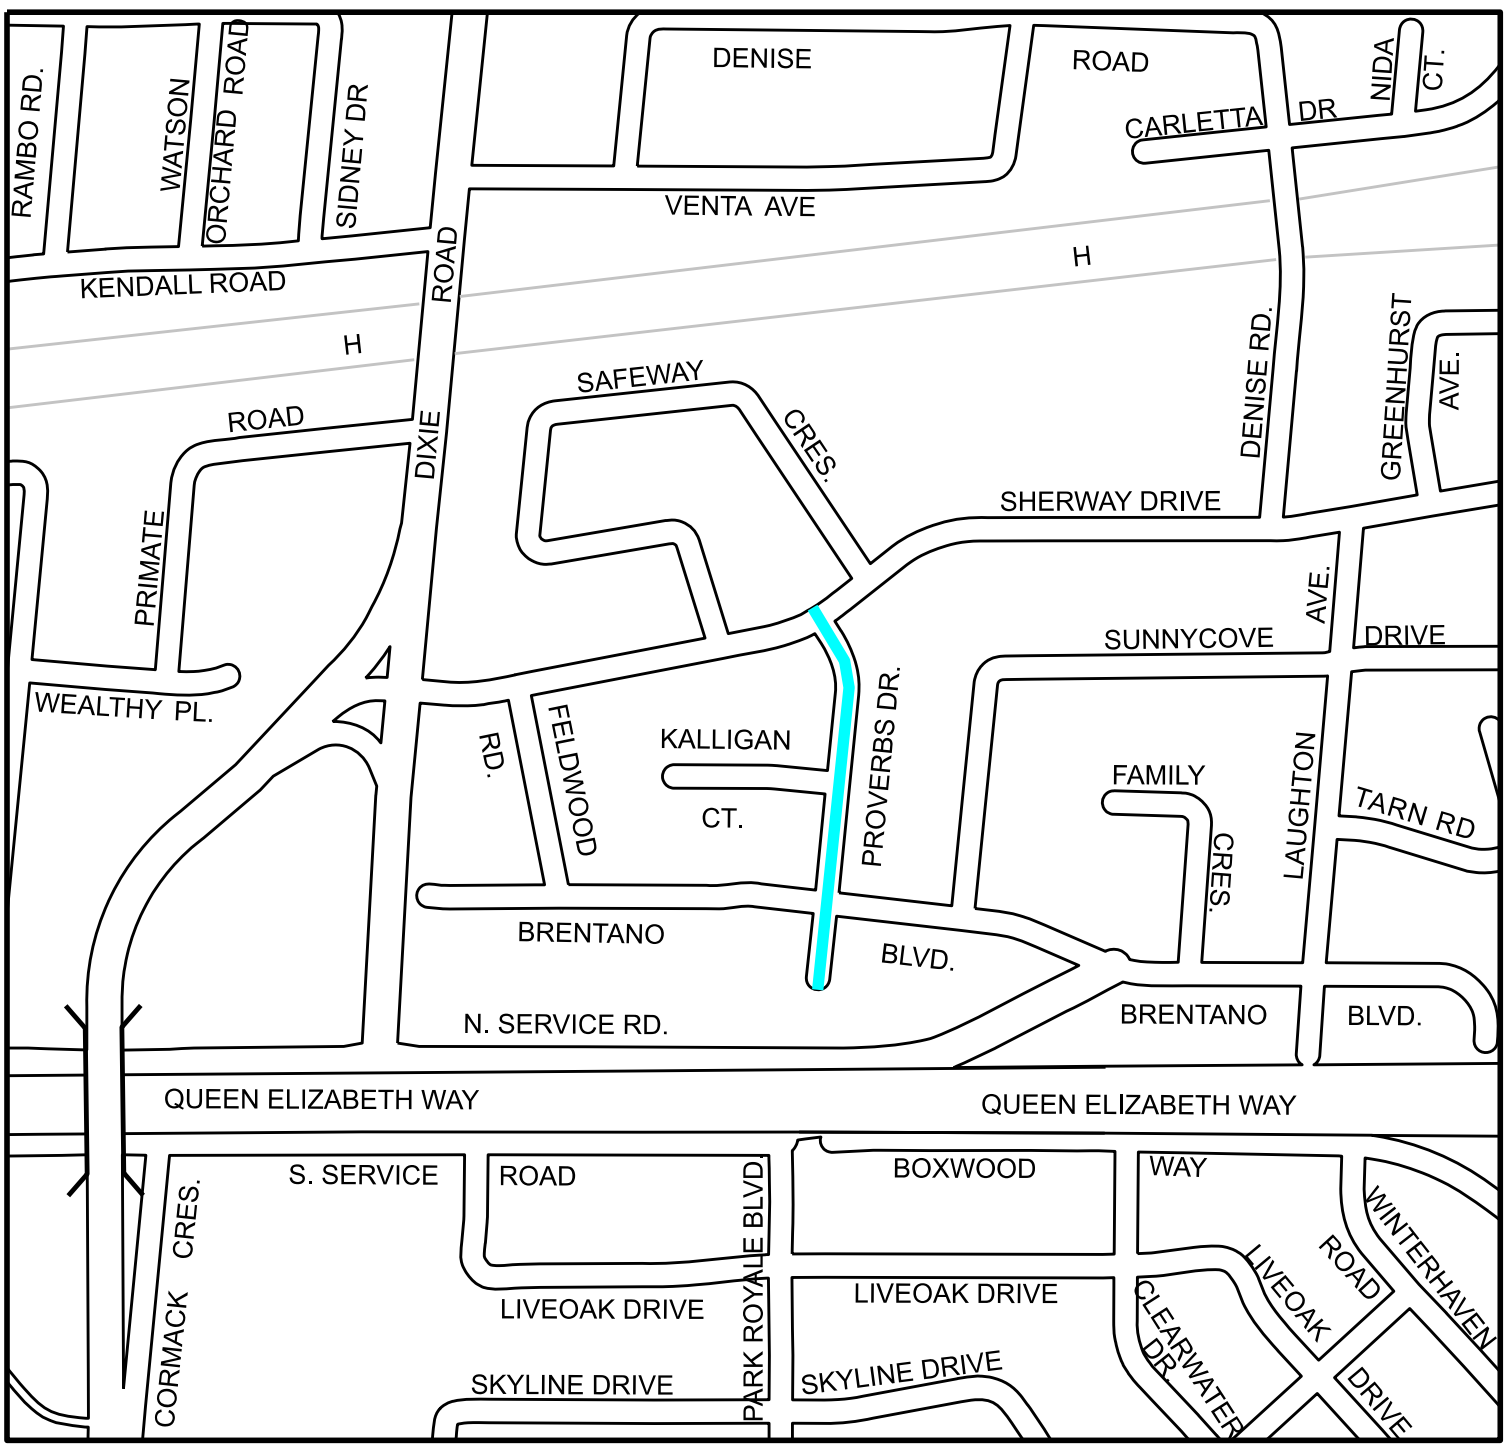 DENISE
ROAD
NIDA
CT.
RAMBO RD.
WATSON
ORCHARD ROAD
SIDNEY DR
CARLETTA
DR
VENTA AVE
KENDALL ROAD
ROAD
H
H
DENISE RD.
GREENHURST
AVE.
SAFEWAY
CRES.
ROAD
DIXIE
PRIMATE
SHERWAY DRIVE
AVE.
SUNNYCOVE
DRIVE
WEALTHY PL.
RD.
FELDWOOD
KALLIGAN
CT.
PROVERBS DR.
FAMILY
CRES.
LAUGHTON
TARN RD
BRENTANO
BLVD.
N. SERVICE RD.
BRENTANO
BLVD.
QUEEN ELIZABETH WAY
QUEEN ELIZABETH WAY
S. SERVICE
ROAD
PARK ROYALE BLVD.
BOXWOOD
WAY
CORMACK
CRES.
LIVEOAK DRIVE
LIVEOAK DRIVE
LIVEOAK
ROAD
WINTERHAVEN
CLEARWATER
DR.
SKYLINE DRIVE
SKYLINE DRIVE
DRIVE